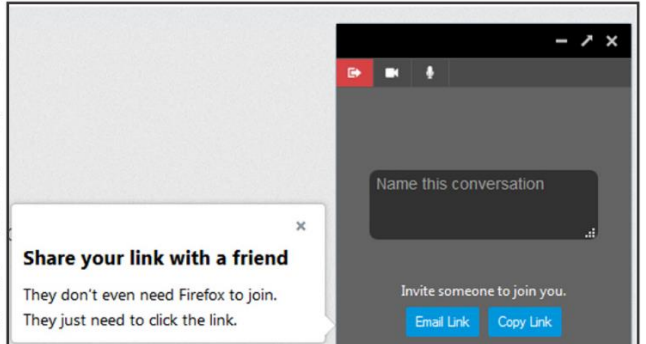 Name this conversation
Share your link with a friend
They don't even need Firefox to join.
They just need to click the link.
Invite someone to join you.
Email Link Copy Link